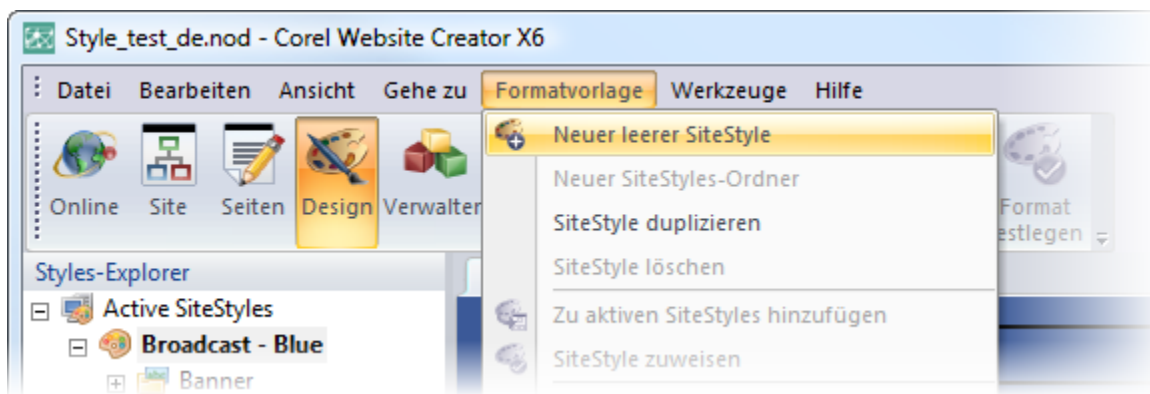 Style_test_de.nod - Corel Website Creator X6
Datei Bearbeiten Ansicht Gehe zu Formatvorlage Werkzeuge Hilfe
Online Site Seiten Design Verwalten
Neuer leerer SiteStyle
Neuer SiteStyles-Ordner
SiteStyle duplizieren
SiteStyle löschen
Zu aktiven SiteStyles hinzufügen
SiteStyle zuweisen
Format
estlegen
Styles-Explorer
Active SiteStyles
Broadcast - Blue
Banner